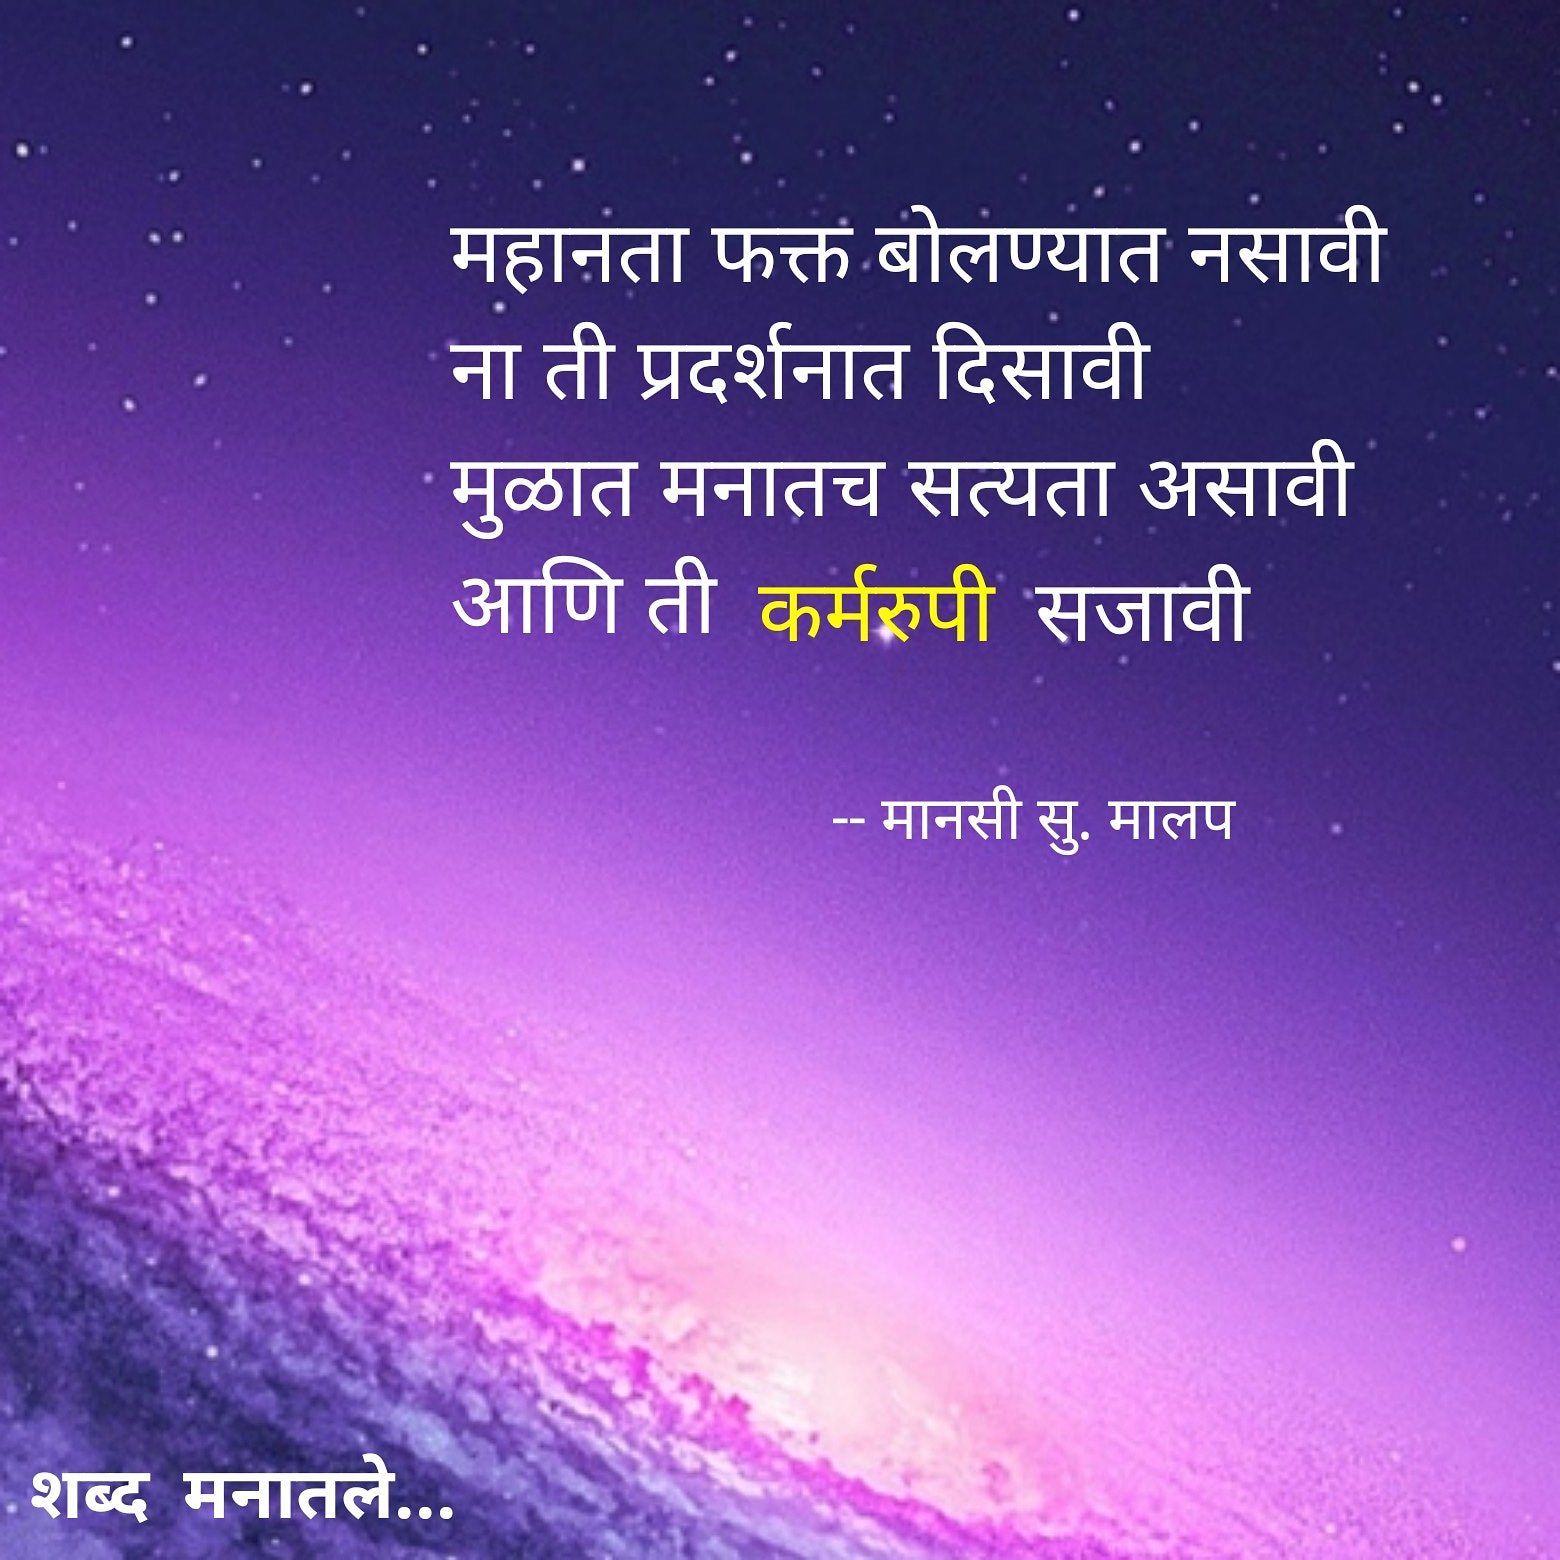 महानता फक्त बोलण्यात नसावी
ना ती प्रदर्शनात दिसावी
मुळात मनातच सत्यता असावी
आणि ती कर्मरुपी सजावी
-- मानसी सु. मालप
शब्द मनातले...